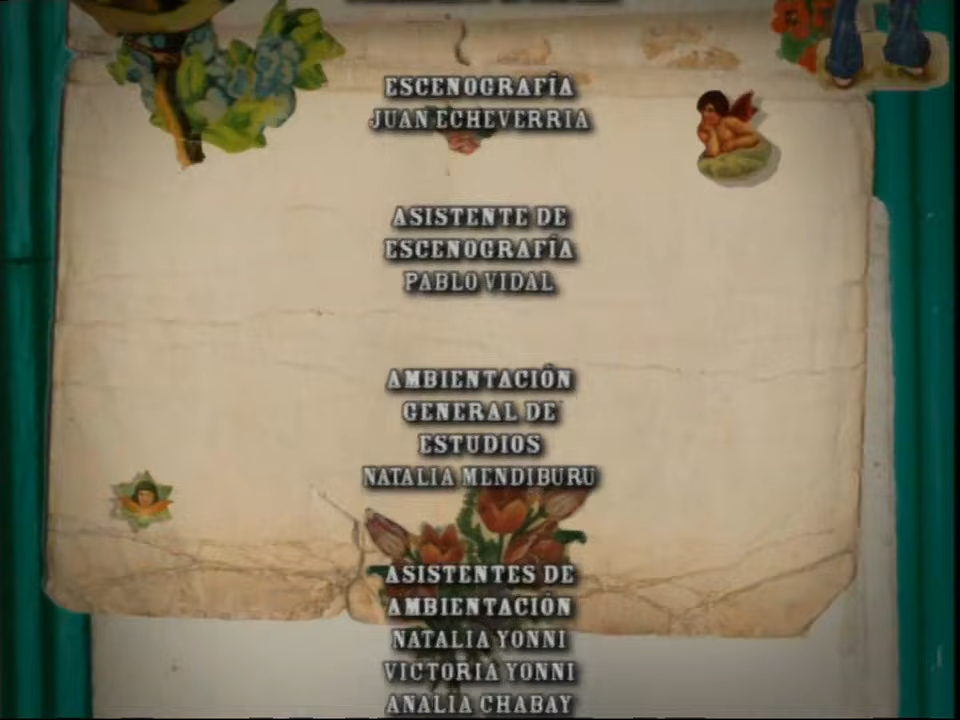 ESCENOGRAFÍA
JUAN ECHEVERRIA
ASISTENTE DE
ESCENOGRAFÍA
PABLO VIDAL
AMBIENTACIÓN
GENERAL DE
ESTUDIOS
NATALIA MENDIBURU
ASISTENTES DE
AMBIENTACIÓN
NATALIA YONNI
VICTORIA YONNI
ANALIA CHABAY